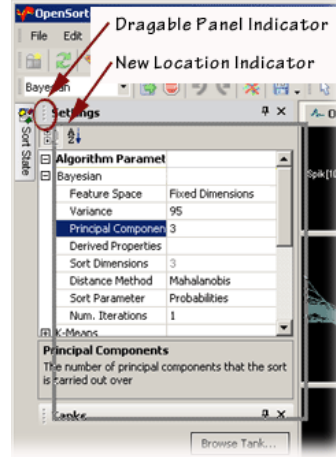 OpenSort
Dragable Panel Indicator
File Edit
New Location Indicator
Bayesian
Settings
Sort State
Algorithm Paramet
Bayesian
Feature Space Fixed Dimensions
Variance 95
Principal Componen 3
Derived Properties
Sort Dimensions 3
Distance Method Mahalanobis
Sort Parameter Probabilities
Num. Iterations 1
K-Means
Principal Components
The number of principal components that the sort
is carried out over
Tanks
Browse Tank...